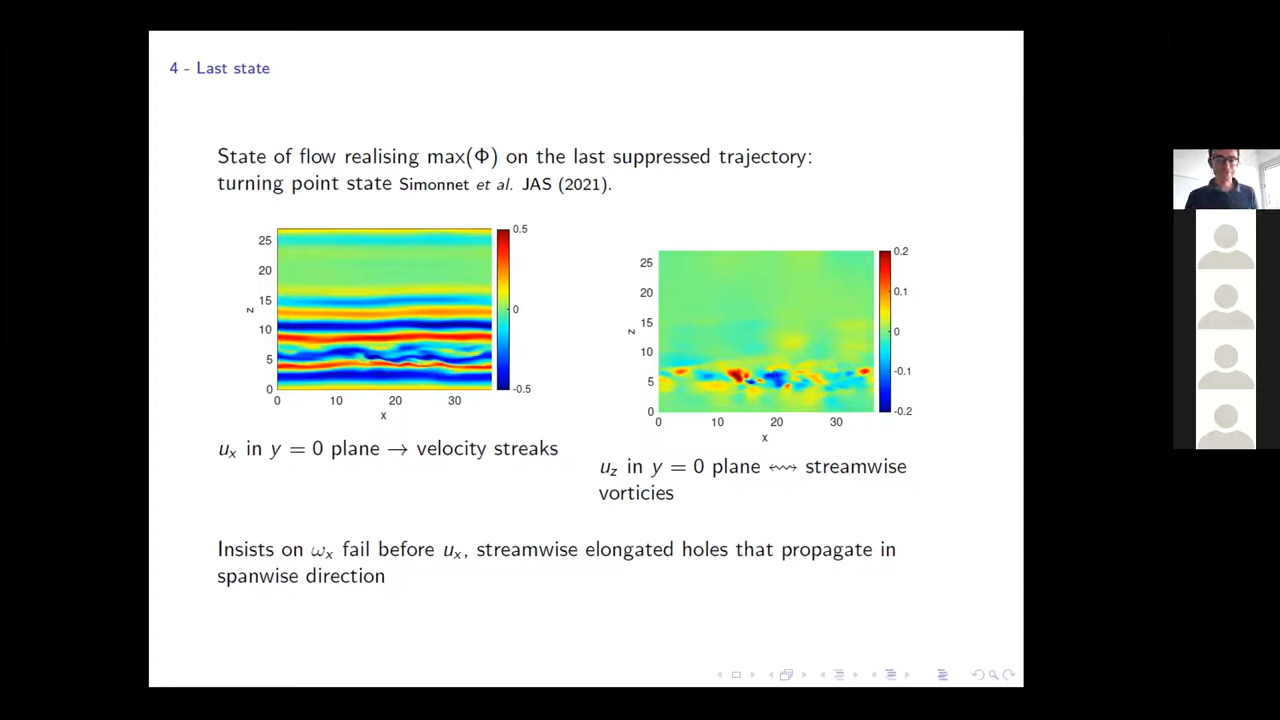 4 - Last state
State of flow realising max(Φ) on the last suppressed trajectory:
turning point state Simonnet et al. JAS (2021).
25
20
15
10
5
0
z
0
10
20
30
x
0.5
0
-0.5
25
20
15
10
5
0
z
0
10
20
30
x
0.2
0.1
0
-0.1
-0.2
u_x in y = 0 plane → velocity streaks
u_z in y = 0 plane ↭ streamwise
vorticies
Insists on ω_x fail before u_x, streamwise elongated holes that propagate in
spanwise direction